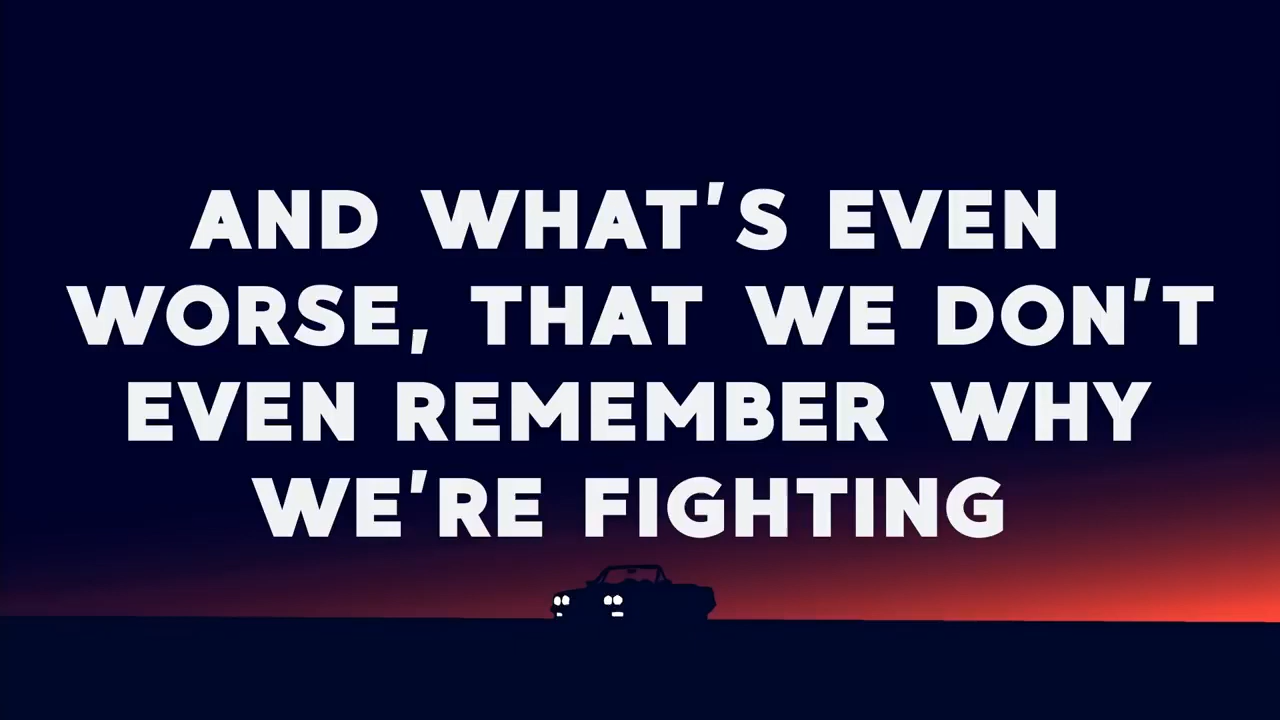 AND WHAT'S EVEN
WORSE, THAT WE DON'T
EVEN REMEMBER WHY
WE'RE FIGHTING